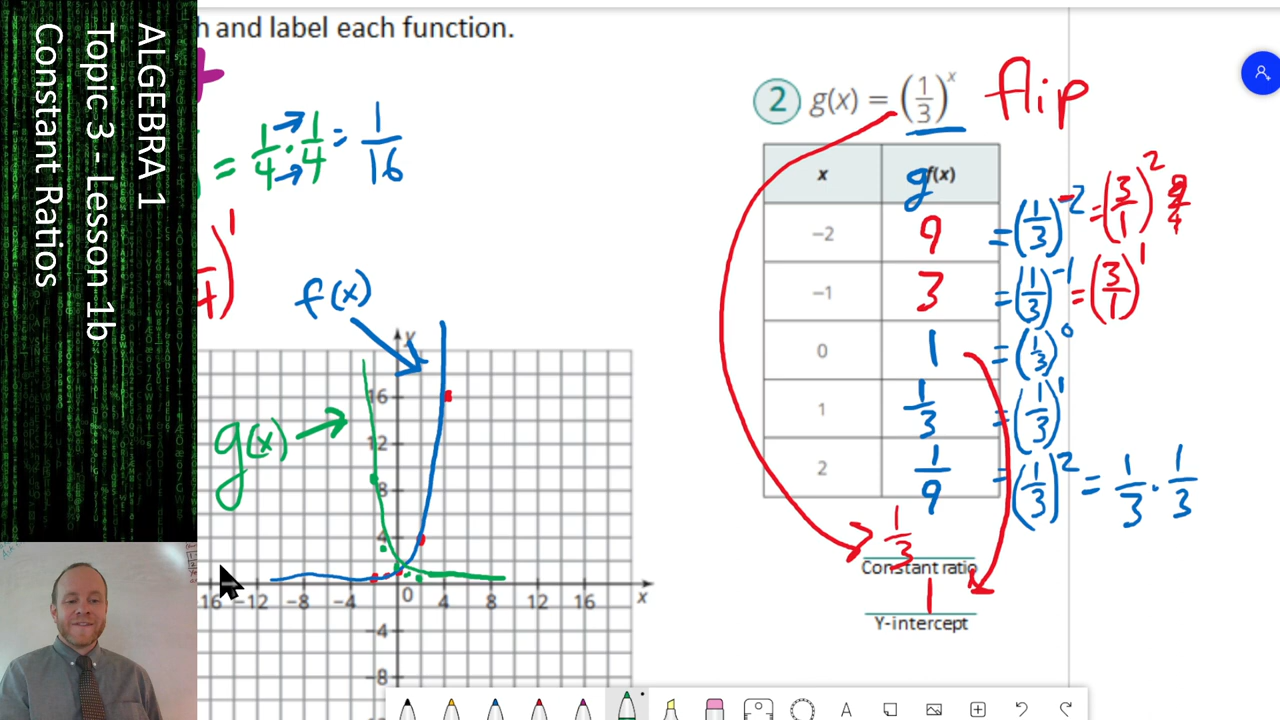 ALGEBRA 1
Topic 3 - Lesson 1b
Constant Ratios
h and label each function.
= 1/4 · 1/4 = 1/16
4)^1
f(x)
g(x)
y
16
12
8
4
-16 -12 -8 -4 0 4 8 12 16 x
-4
-8
2 g(x) = (1/3)^x flip
x g f(x)
-2 9 = (1/3)^-2 = (3/1)^2
-1 3 = (1/3)^-1 = (3/1)^1
0 1 = (1/3)^0
1 1/3 = (1/3)^1
2 1/9 = (1/3)^2 = 1/3 · 1/3
1/3
Constant ratio
1
Y-intercept
A